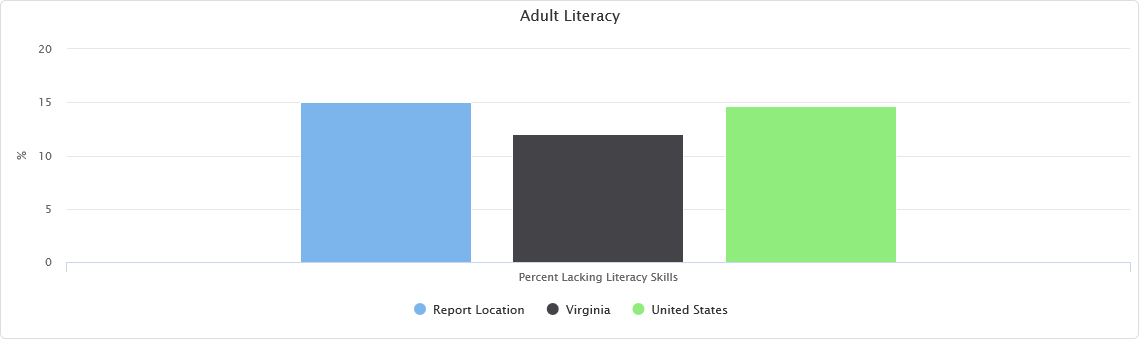 Adult Literacy
20
15
10
5
0
%
Percent Lacking Literacy Skills
Report Location Virginia United States